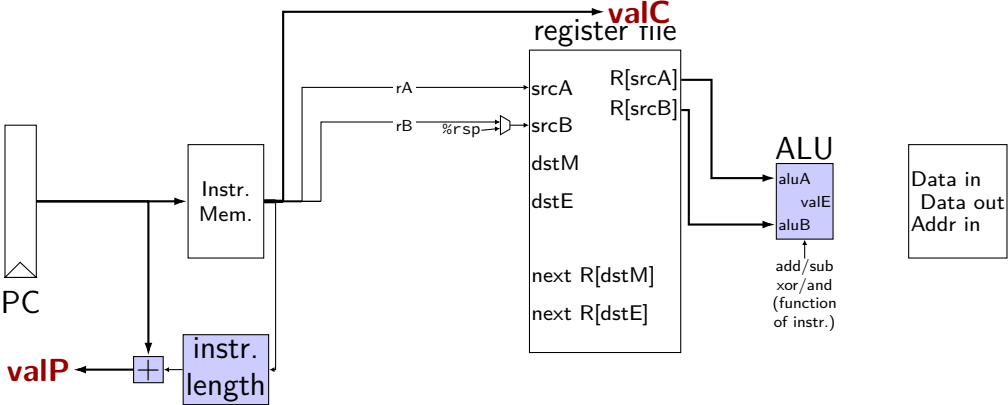 valC
register file
rA
srcA
R[srcA]
R[srcB]
rB
%rsp
srcB
dstM
dstE
next R[dstM]
next R[dstE]
ALU
aluA
valE
aluB
add/sub
xor/and
(function
of instr.)
Data in
Data out
Addr in
Instr.
Mem.
PC
instr.
length
+
valP